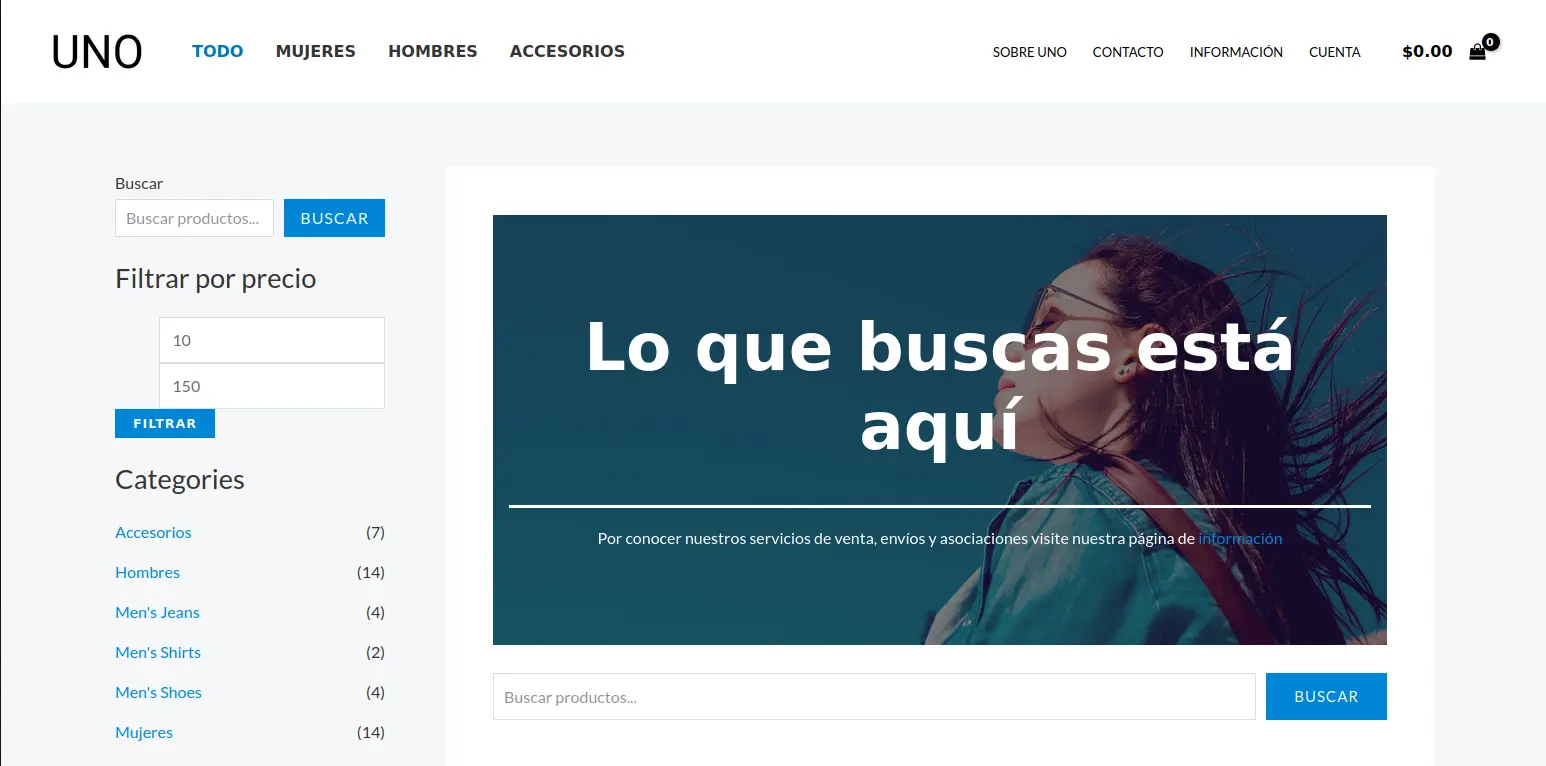 UNO
TODO MUJERES HOMBRES ACCESORIOS
SOBRE UNO CONTACTO INFORMACIÓN CUENTA $0.00 0
Buscar
Buscar productos... BUSCAR
Filtrar por precio
10
150
FILTRAR
Categories
Accesorios (7)
Hombres (14)
Men's Jeans (4)
Men's Shirts (2)
Men's Shoes (4)
Mujeres (14)
Lo que buscas está
aquí
Por conocer nuestros servicios de venta, envíos y asociaciones visite nuestra página de información
Buscar productos... BUSCAR